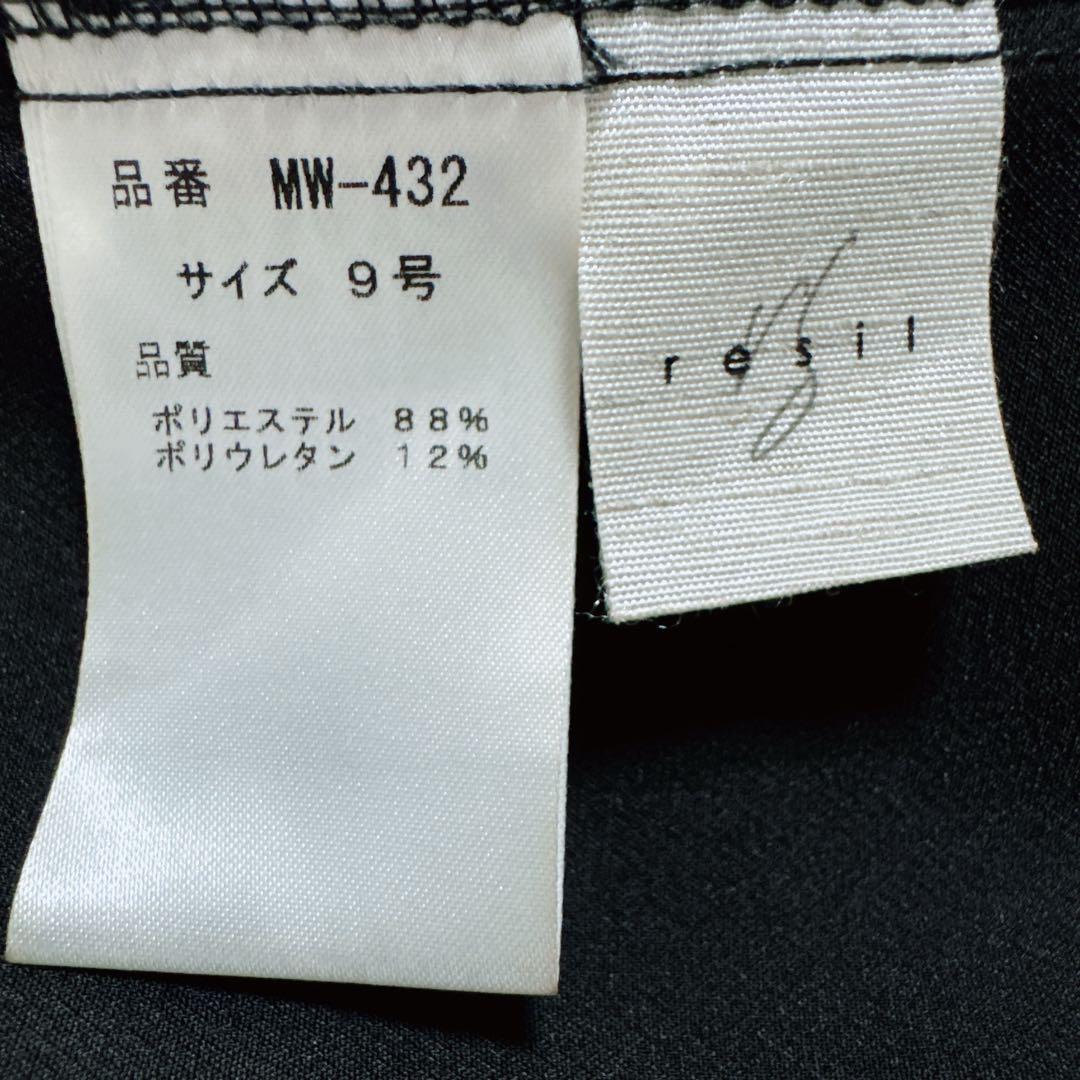 品番 MW-432
サイズ 9号
品質
ポリエステル 88%
ポリウレタン 12%
resil